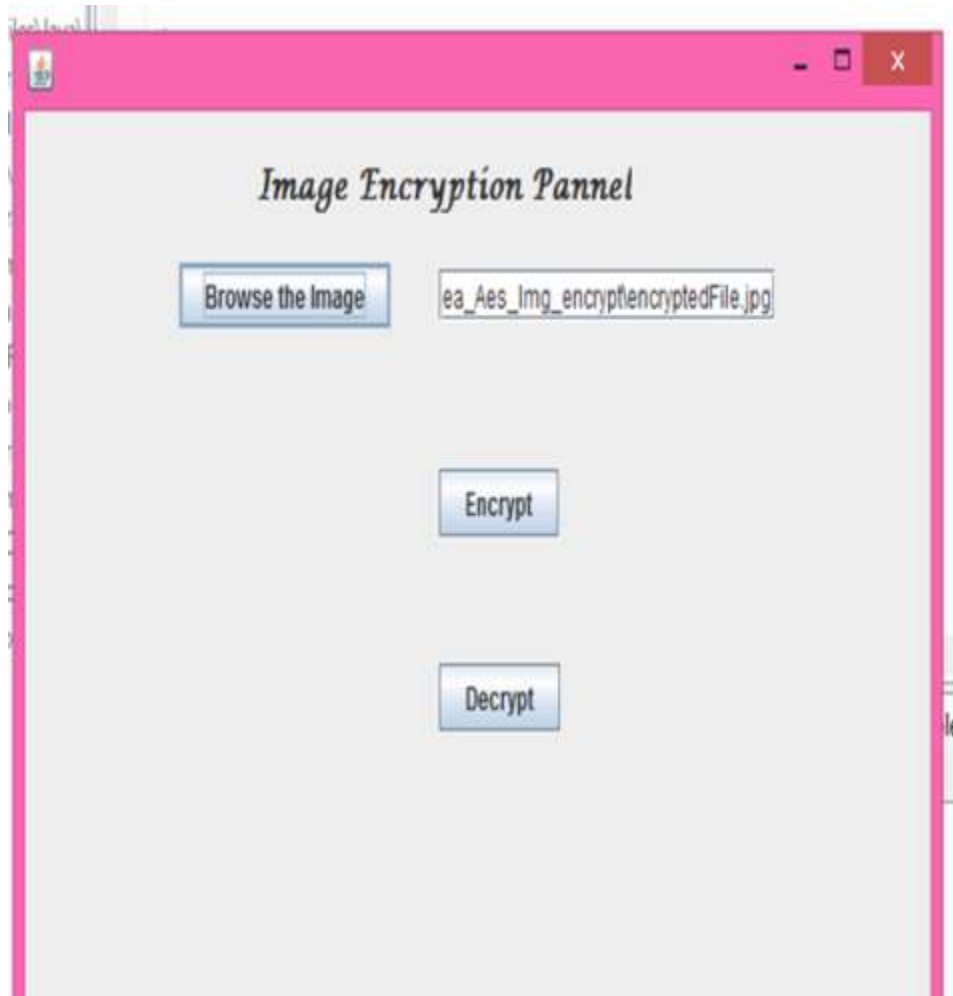 Image Encryption Pannel
Browse the Image
ea_Aes_Img_encrypt\encryptedFile.jpg
Encrypt
Decrypt